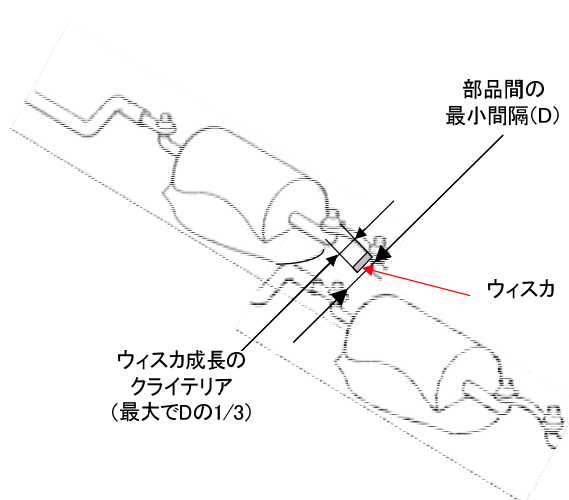 部品間の
最小間隔(D)
ウィスカ
ウィスカ成長の
クライテリア
(最大でDの1/3)